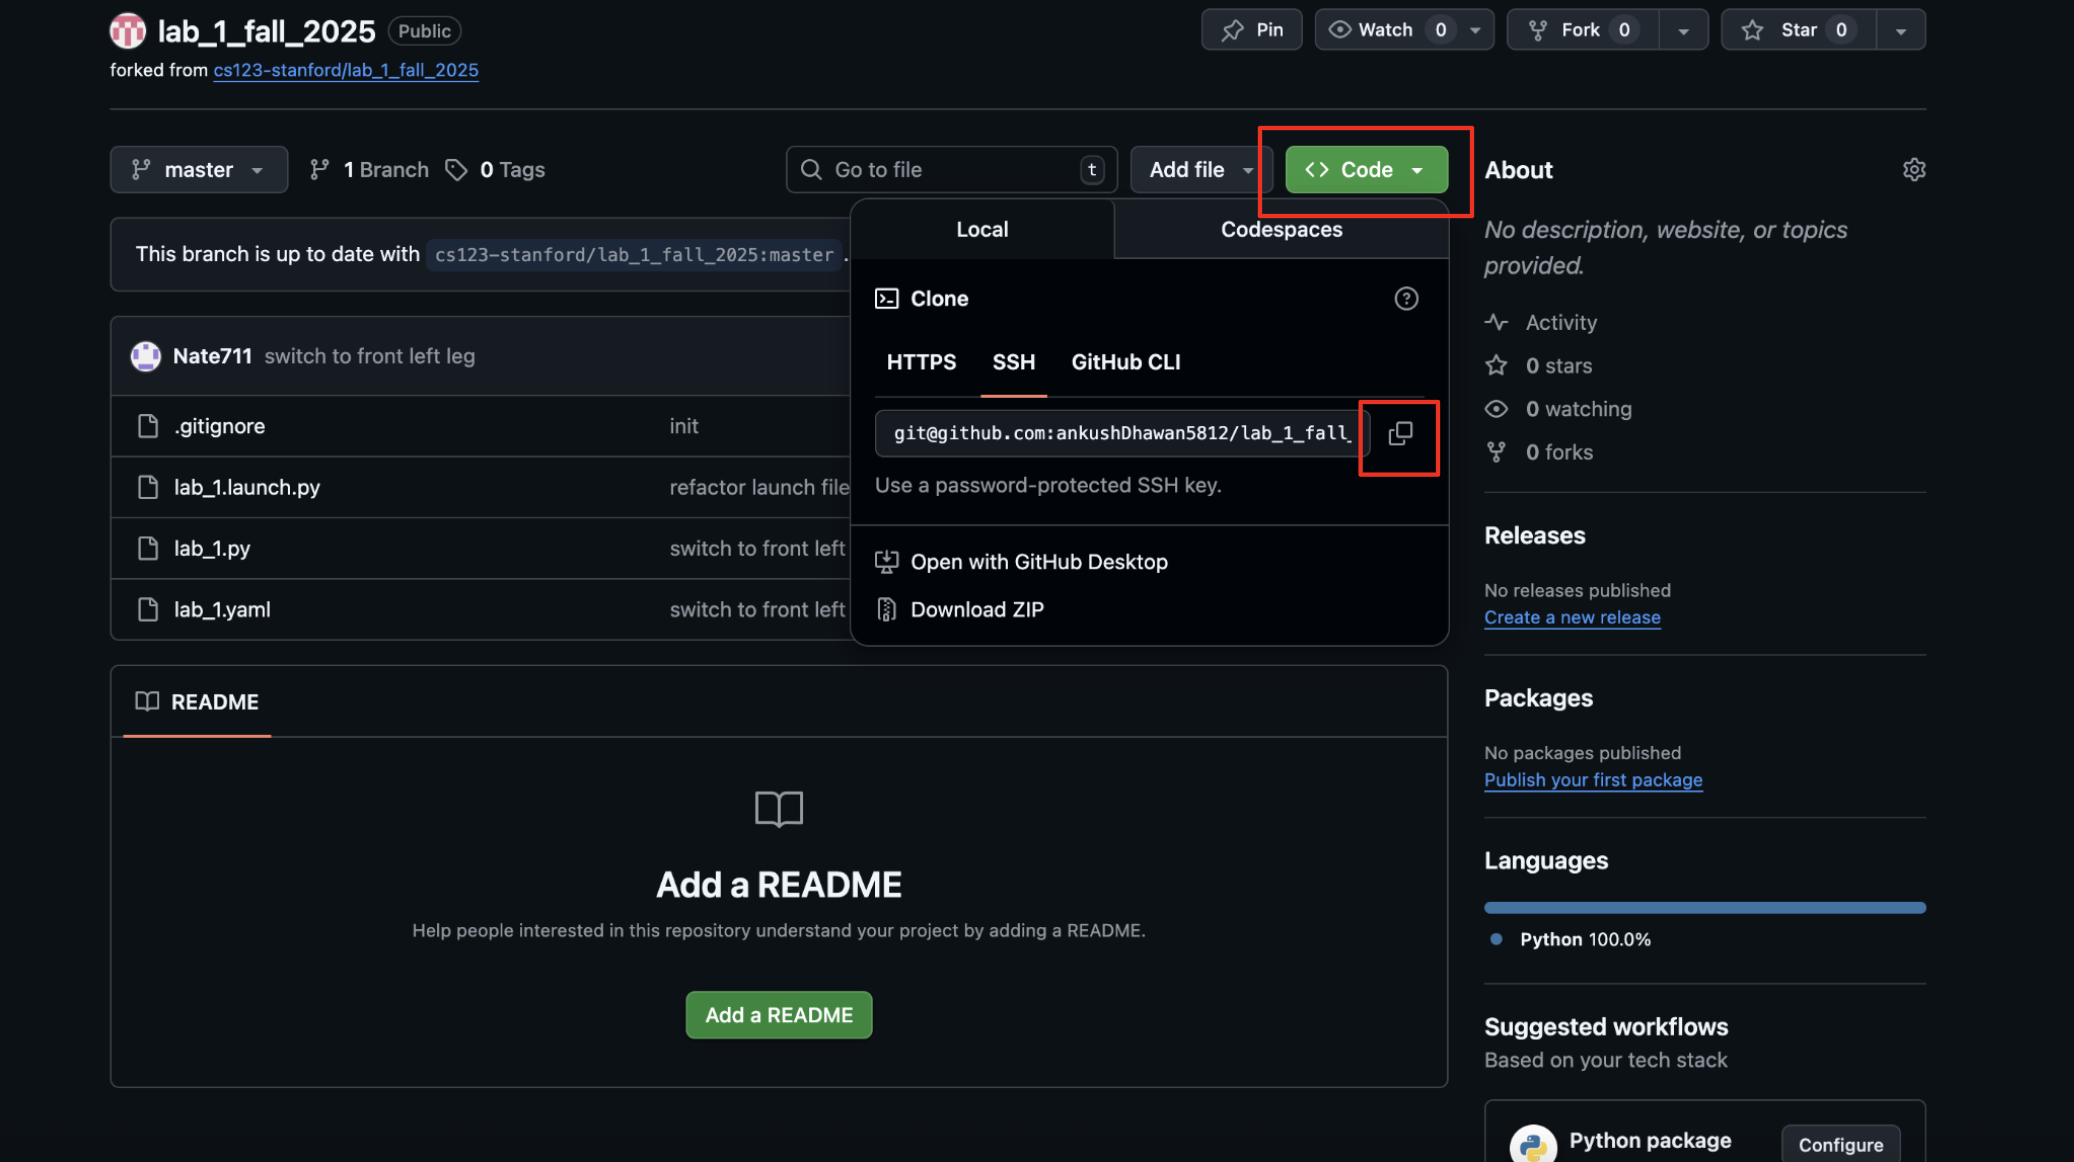 lab_1_fall_2025 Public
Pin Watch 0 Fork 0 Star 0
forked from cs123-stanford/lab_1_fall_2025
master 1 Branch 0 Tags Go to file t Add file <> Code
This branch is up to date with cs123-stanford/lab_1_fall_2025:master .
Nate711 switch to front left leg
.gitignore init
lab_1.launch.py refactor launch file
lab_1.py switch to front left
lab_1.yaml switch to front left
Local Codespaces
Clone
HTTPS SSH GitHub CLI
git@github.com:ankushDhawan5812/lab_1_fall_
Use a password-protected SSH key.
Open with GitHub Desktop
Download ZIP
README
Add a README
Help people interested in this repository understand your project by adding a README.
Add a README
About
No description, website, or topics
provided.
Activity
0 stars
0 watching
0 forks
Releases
No releases published
Create a new release
Packages
No packages published
Publish your first package
Languages
Python 100.0%
Suggested workflows
Based on your tech stack
Python package Configure